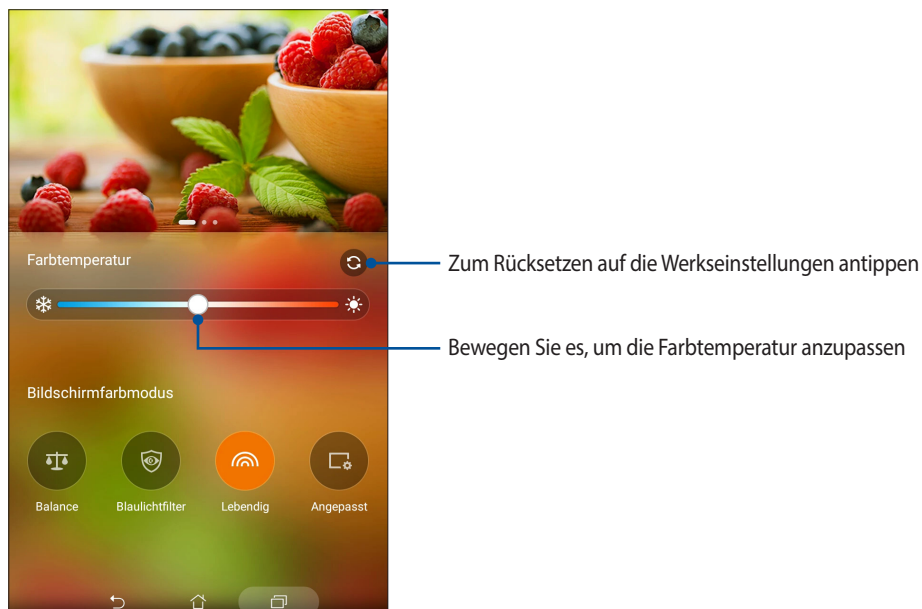 Farbtemperatur
Zum Rücksetzen auf die Werkseinstellungen antippen
Bewegen Sie es, um die Farbtemperatur anzupassen
Bildschirmfarbmodus
Balance Blaulichtfilter Lebendig Angepasst